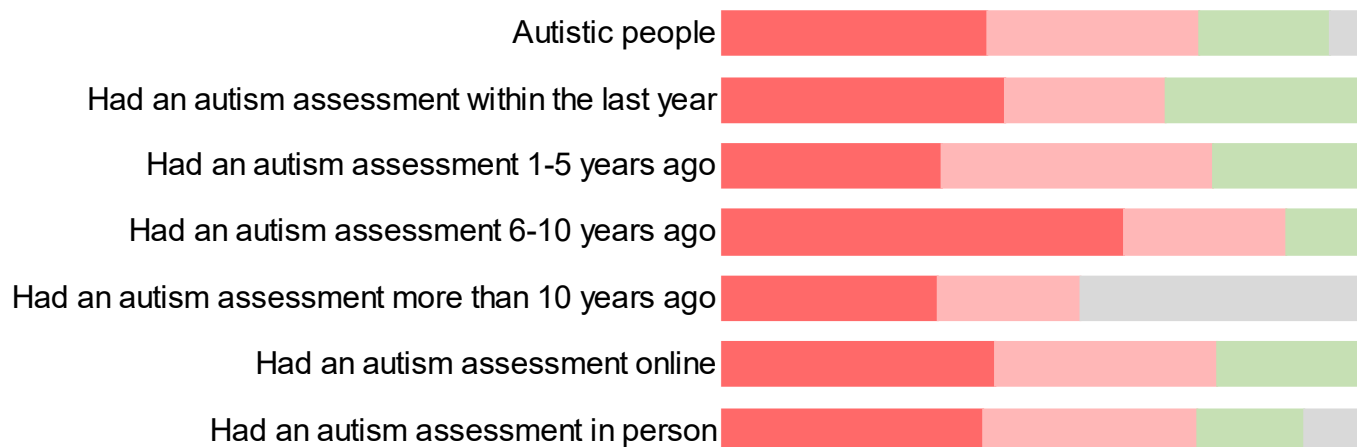 Autistic people
Had an autism assessment within the last year
Had an autism assessment 1-5 years ago
Had an autism assessment 6-10 years ago
Had an autism assessment more than 10 years ago
Had an autism assessment online
Had an autism assessment in person